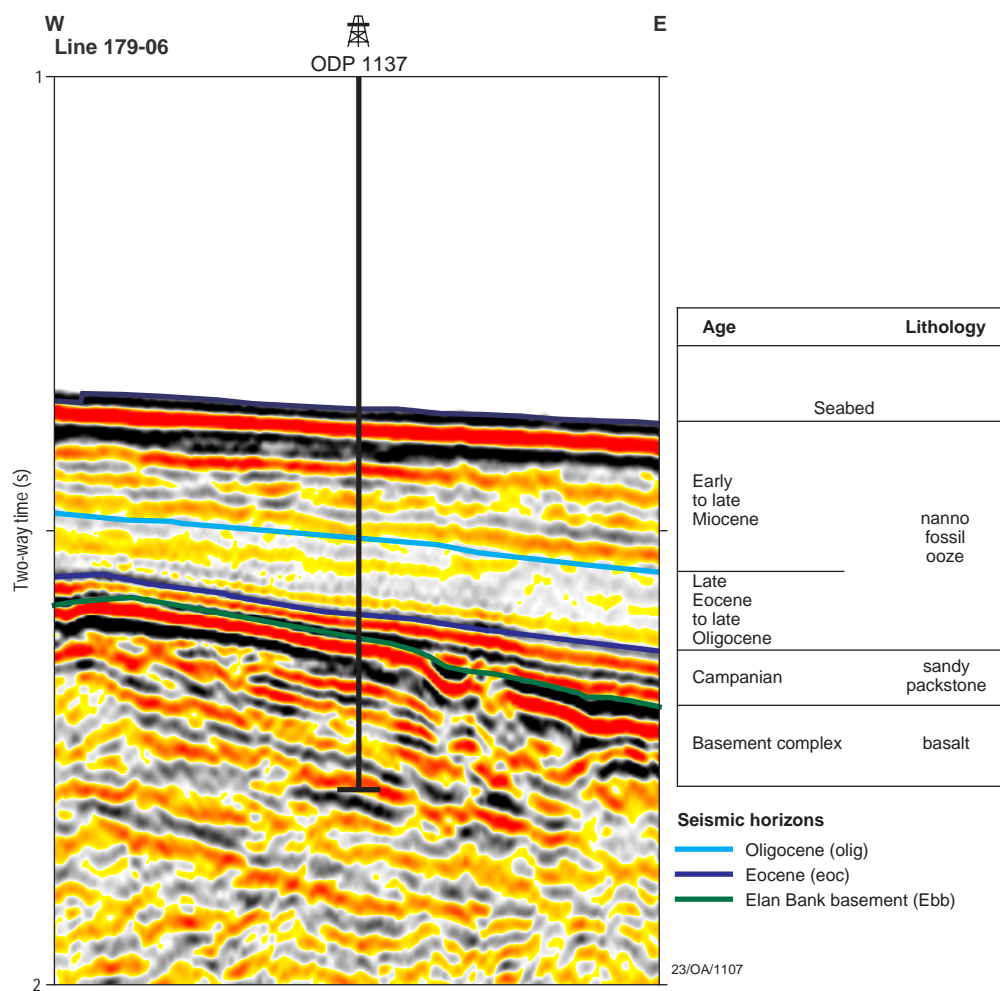 W
E
Line 179-06
ODP 1137
1
Two-way time (s)
2
Age Lithology
Seabed
Early
to late
Miocene
nanno
fossil
ooze
Late
Eocene
to late
Oligocene
Campanian
sandy
packstone
Basement complex
basalt
Seismic horizons
Oligocene (olig)
Eocene (eoc)
Elan Bank basement (Ebb)
23/OA/1107